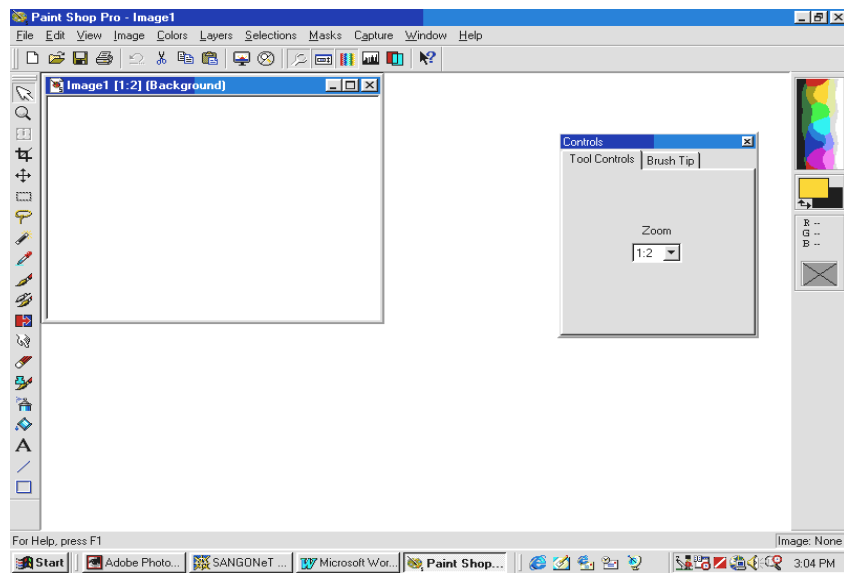 Paint Shop Pro - Image1
File Edit View Image Colors Layers Selections Masks Capture Window Help
Image1 [1:2] (Background)
Controls
Tool Controls Brush Tip
Zoom
1:2
R --
G --
B --
A
For Help, press F1 Image: None
Start Adobe Photo... SANGONeT ... Microsoft Wor... Paint Shop... 3:04 PM